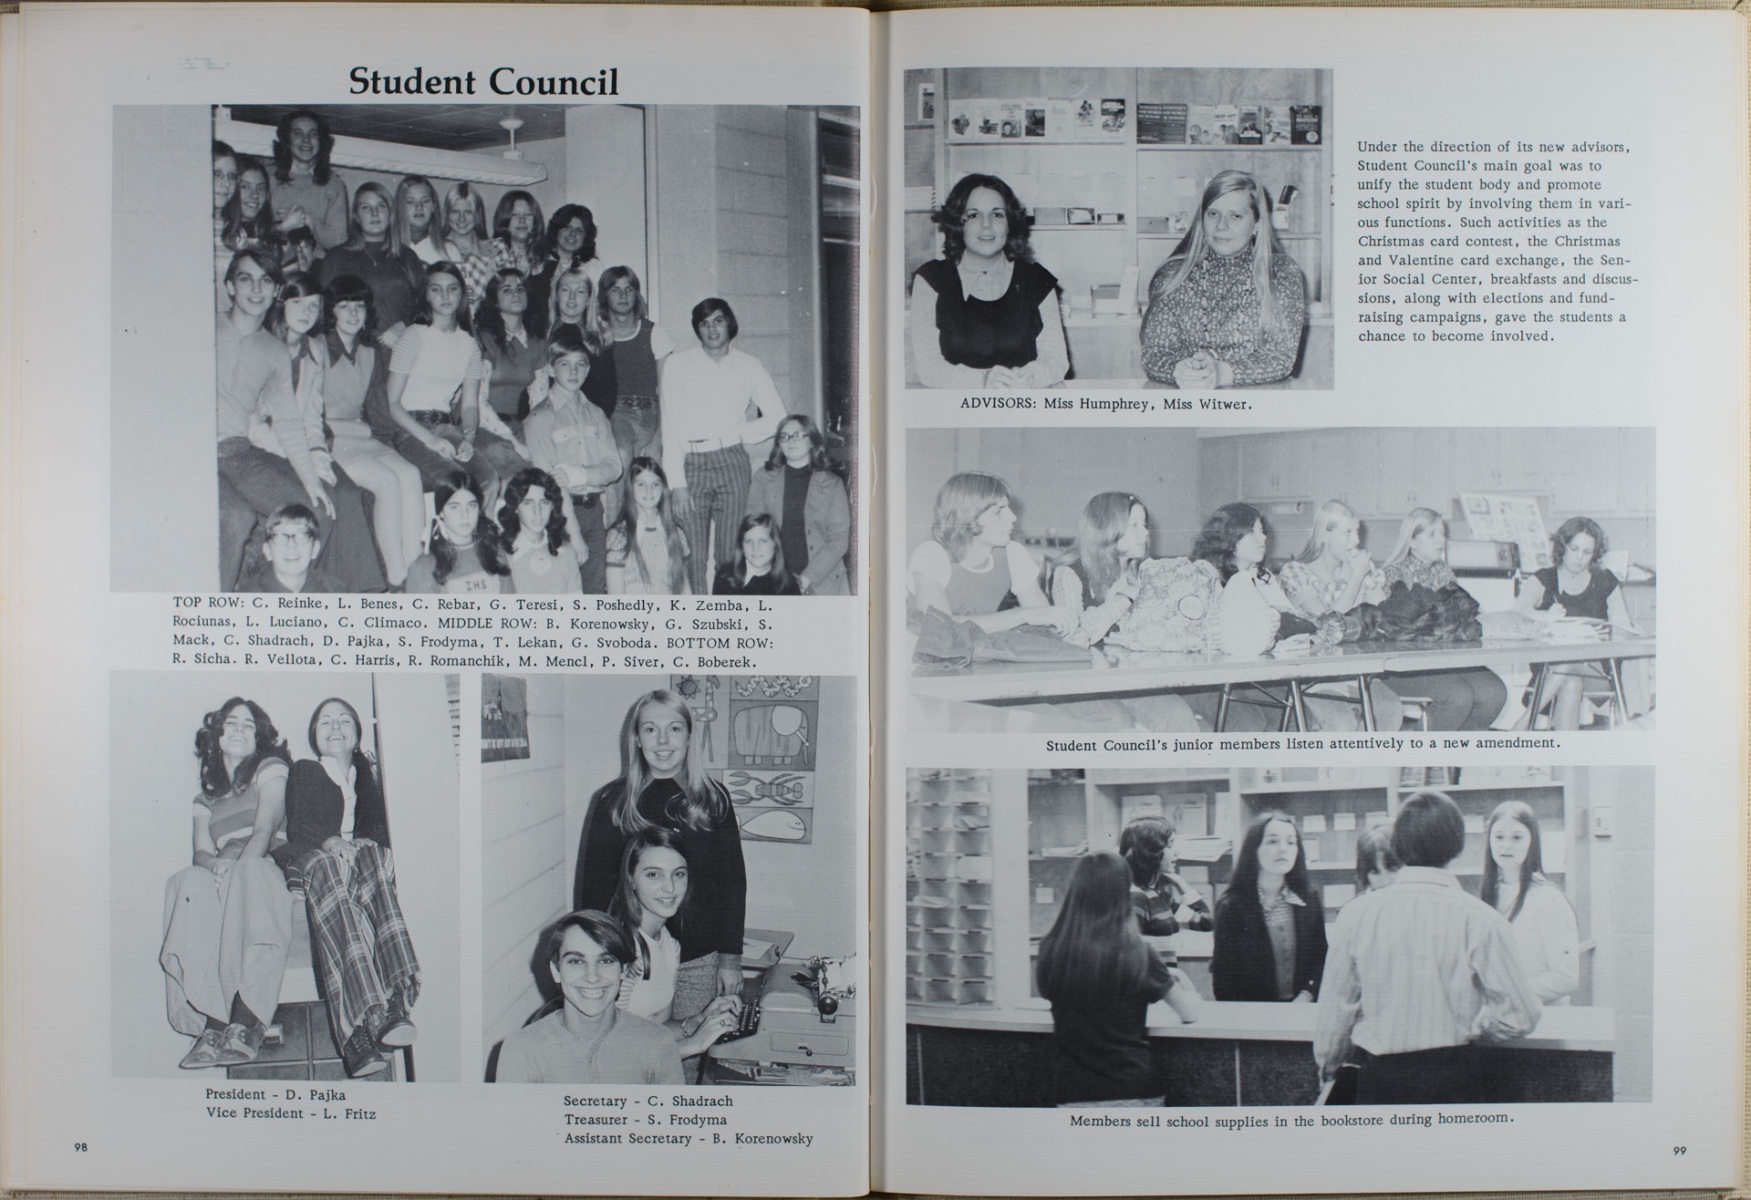 Student Council
IHS
TOP ROW: C. Reinke, L. Benes, C. Rebar, G. Teresi, S. Poshedly, K. Zemba, L.
Rociunas, L. Luciano, C. Climaco. MIDDLE ROW: B. Korenowsky, G. Szubski, S.
Mack, C. Shadrach, D. Pajka, S. Frodyma, T. Lekan, G. Svoboda. BOTTOM ROW:
R. Sicha. R. Vellota, C. Harris, R. Romanchik, M. Mencl, P. Siver, C. Boberek.
President - D. Pajka
Vice President - L. Fritz
Secretary - C. Shadrach
Treasurer - S. Frodyma
Assistant Secretary - B. Korenowsky
98
Under the direction of its new advisors,
Student Council's main goal was to
unify the student body and promote
school spirit by involving them in vari-
ous functions. Such activities as the
Christmas card contest, the Christmas
and Valentine card exchange, the Sen-
ior Social Center, breakfasts and discus-
sions, along with elections and fund-
raising campaigns, gave the students a
chance to become involved.
ADVISORS: Miss Humphrey, Miss Witwer.
Student Council's junior members listen attentively to a new amendment.
Members sell school supplies in the bookstore during homeroom.
99